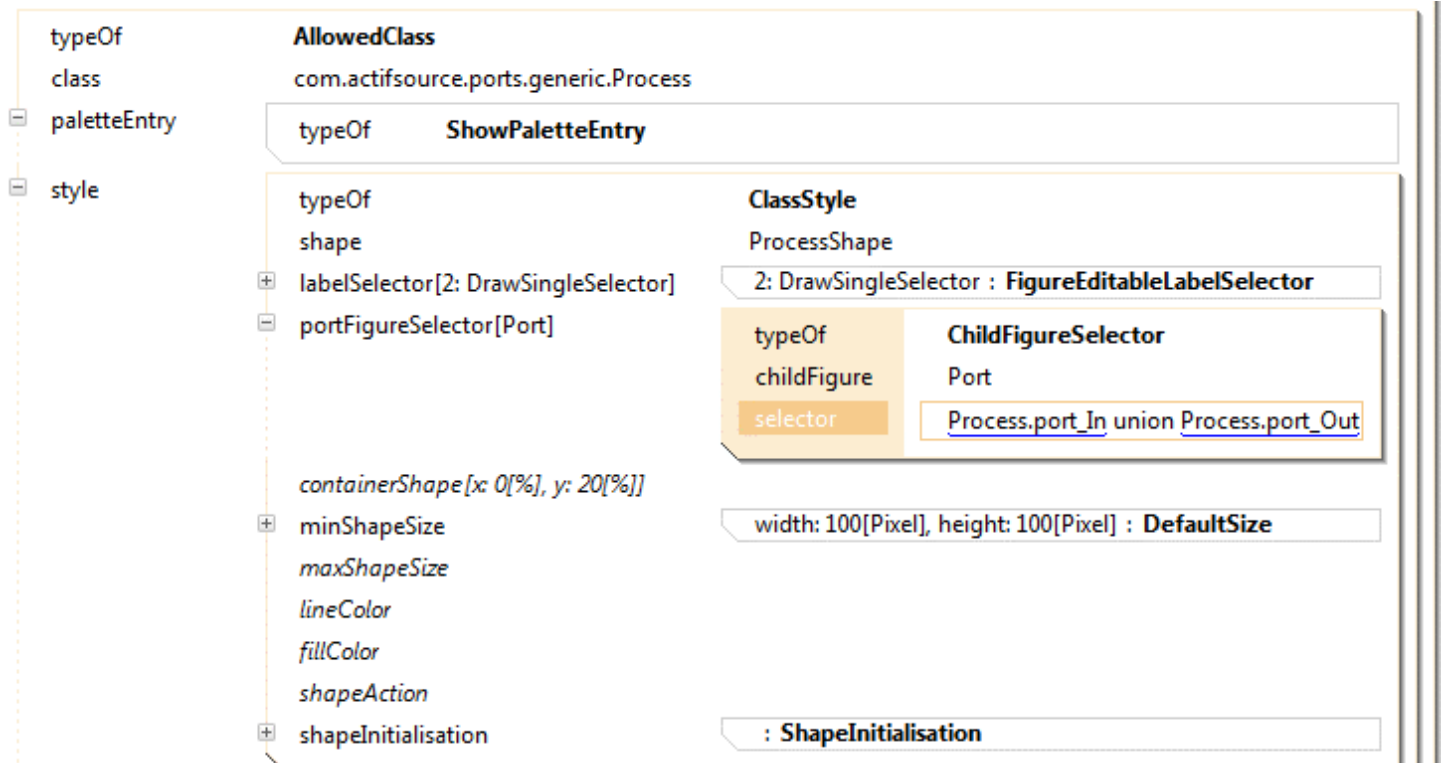 typeOf AllowedClass
class com.actifsource.ports.generic.Process
paletteEntry typeOf ShowPaletteEntry
style typeOf ClassStyle
shape ProcessShape
labelSelector[2: DrawSingleSelector] 2: DrawSingleSelector : FigureEditableLabelSelector
portFigureSelector[Port] typeOf ChildFigureSelector
childFigure Port
selector Process.port_In union Process.port_Out
containerShape[x: 0[%], y: 20[%]]
minShapeSize width: 100[Pixel], height: 100[Pixel] : DefaultSize
maxShapeSize
lineColor
fillColor
shapeAction
shapeInitialisation : ShapeInitialisation